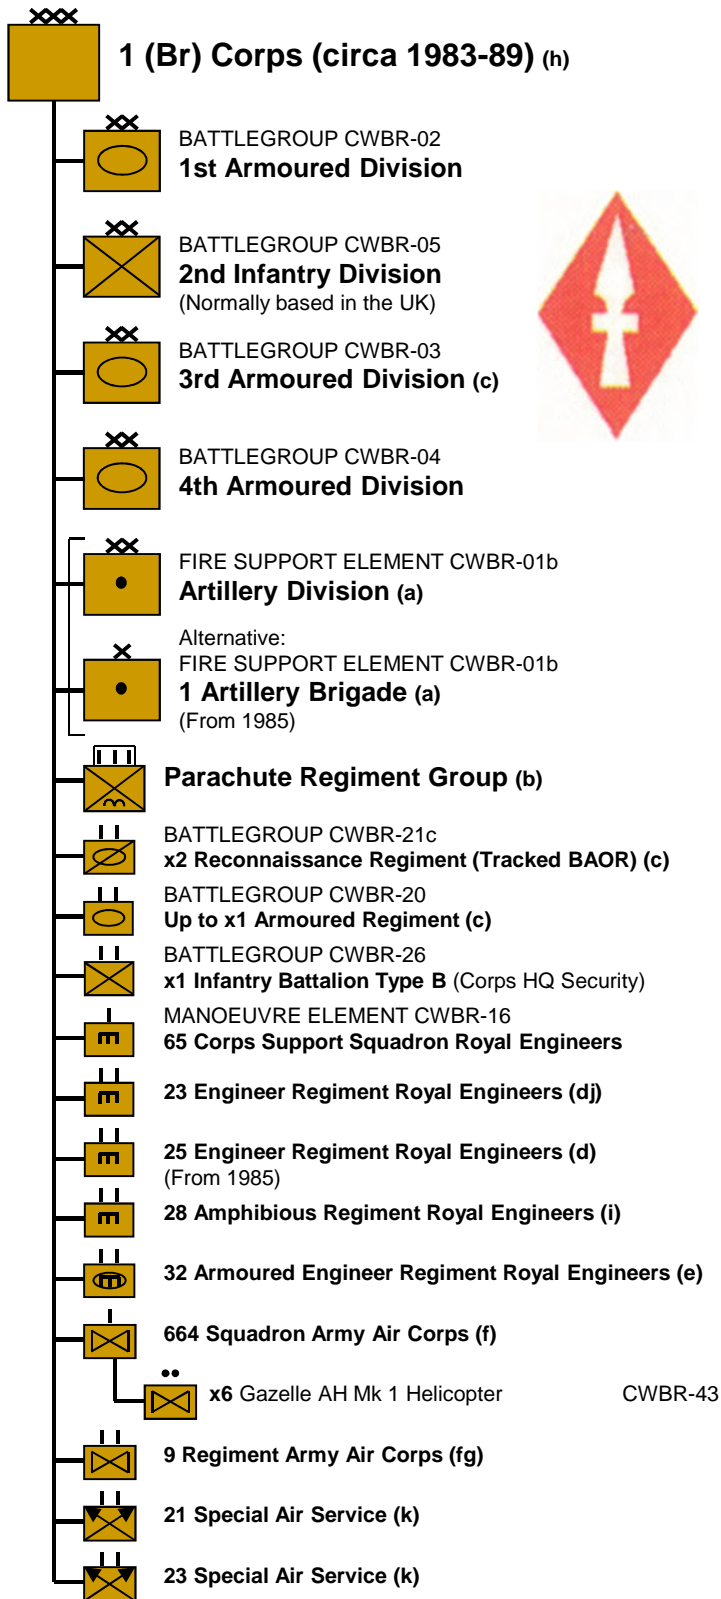 1 (Br) Corps (circa 1983-89) (h)
BATTLEGROUP CWBR-02
1st Armoured Division
BATTLEGROUP CWBR-05
2nd Infantry Division
(Normally based in the UK)
BATTLEGROUP CWBR-03
3rd Armoured Division (c)
BATTLEGROUP CWBR-04
4th Armoured Division
FIRE SUPPORT ELEMENT CWBR-01b
Artillery Division (a)
Alternative:
FIRE SUPPORT ELEMENT CWBR-01b
1 Artillery Brigade (a)
(From 1985)
Parachute Regiment Group (b)
BATTLEGROUP CWBR-21c
x2 Reconnaissance Regiment (Tracked BAOR) (c)
BATTLEGROUP CWBR-20
Up to x1 Armoured Regiment (c)
BATTLEGROUP CWBR-26
x1 Infantry Battalion Type B (Corps HQ Security)
MANOEUVRE ELEMENT CWBR-16
65 Corps Support Squadron Royal Engineers
23 Engineer Regiment Royal Engineers (dj)
25 Engineer Regiment Royal Engineers (d)
(From 1985)
28 Amphibious Regiment Royal Engineers (i)
32 Armoured Engineer Regiment Royal Engineers (e)
664 Squadron Army Air Corps (f)
x6 Gazelle AH Mk 1 Helicopter CWBR-43
9 Regiment Army Air Corps (fg)
21 Special Air Service (k)
23 Special Air Service (k)